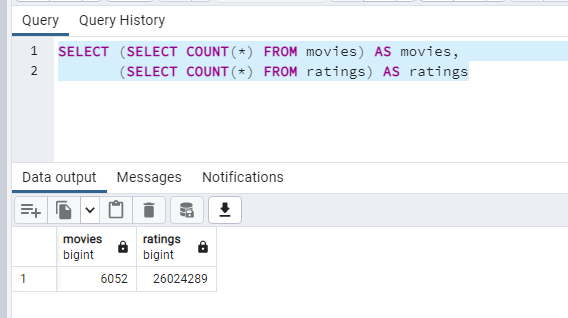 Query Query History
1 SELECT (SELECT COUNT(*) FROM movies) AS movies,
2 (SELECT COUNT(*) FROM ratings) AS ratings
Data output Messages Notifications
movies ratings
bigint bigint
1 6052 26024289